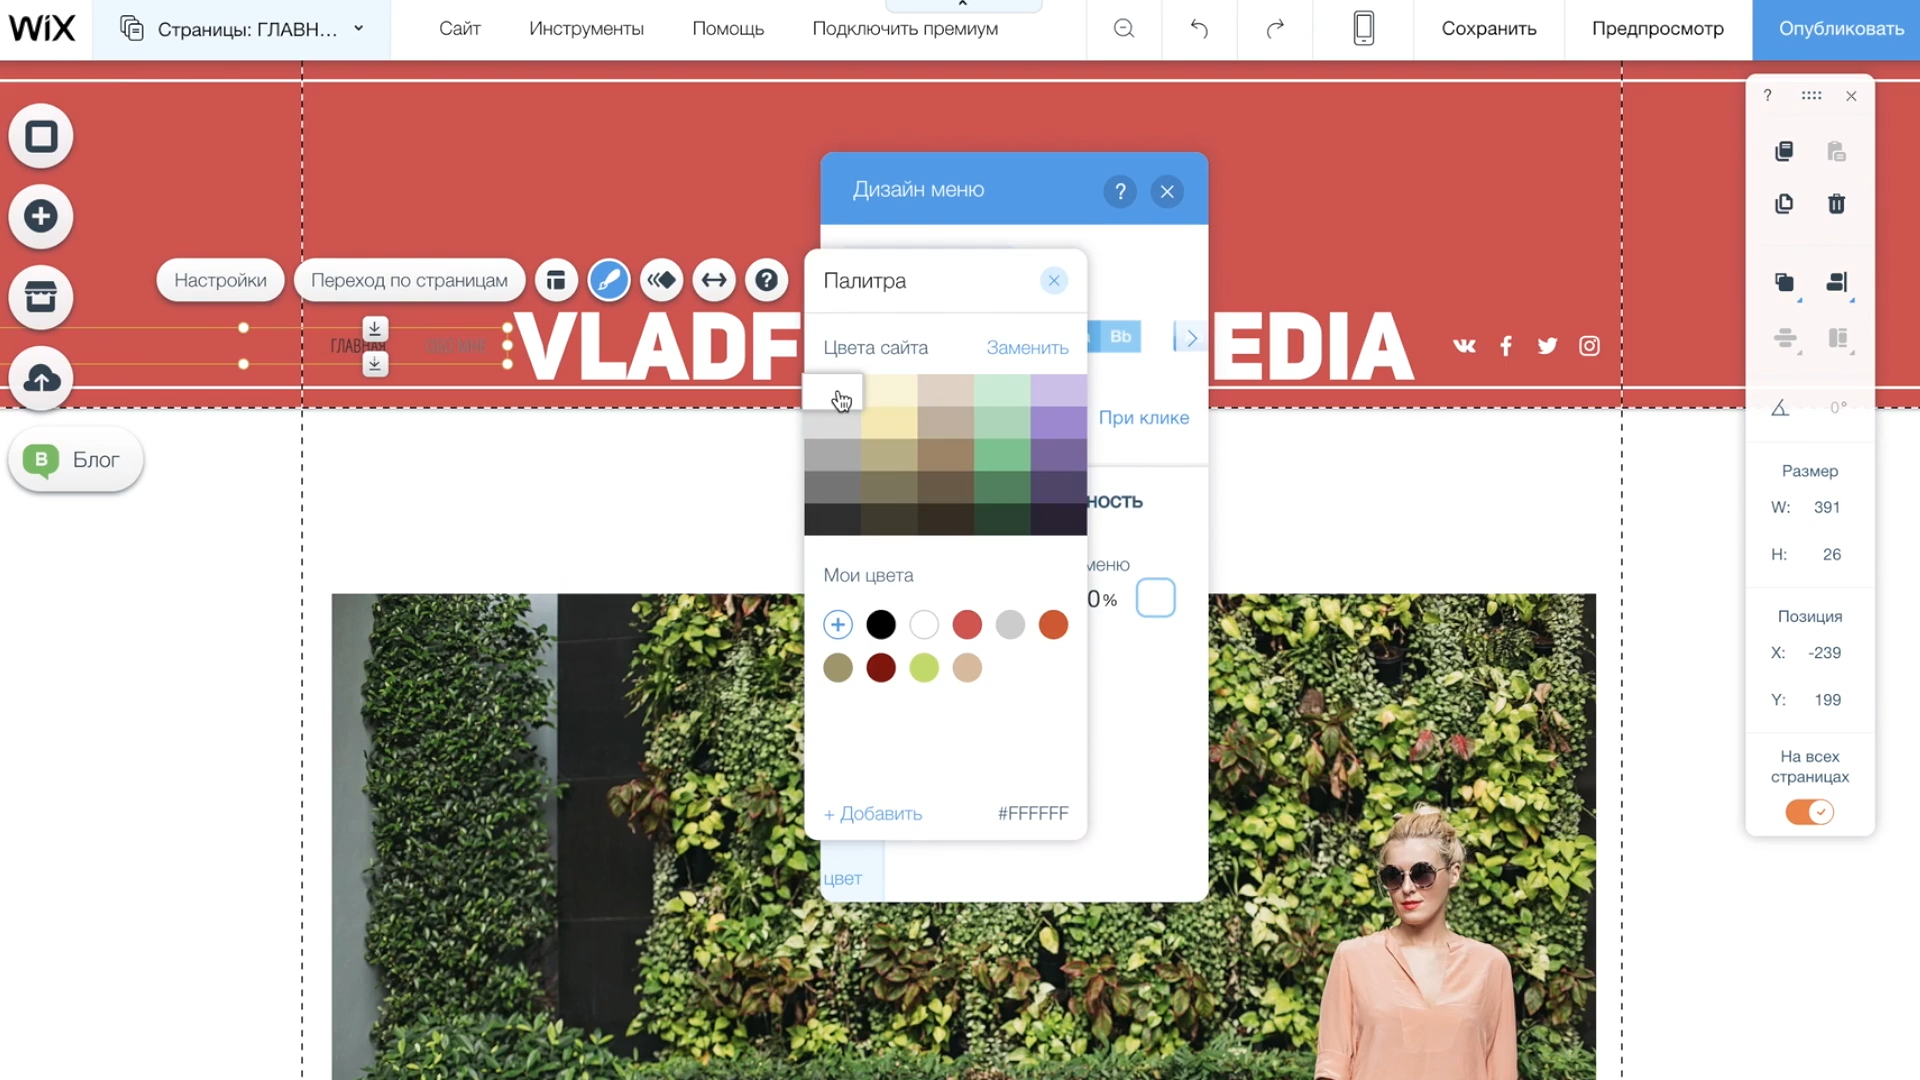 WiX
Страницы: ГЛАВН...
Сайт
Инструменты
Помощь
Подключить премиум
Сохранить
Предпросмотр
Опубликовать
?
Дизайн меню
?
Настройки
Переход по страницам
?
Палитра
ГЛАВНАЯ
VLADF
EDIA
Цвета сайта
Заменить
Bb
При клике
B
Блог
ность
меню
0%
Мои цвета
+ Добавить
#FFFFFF
цвет
0°
Размер
W: 391
H: 26
Позиция
X: -239
Y: 199
На всех
страницах